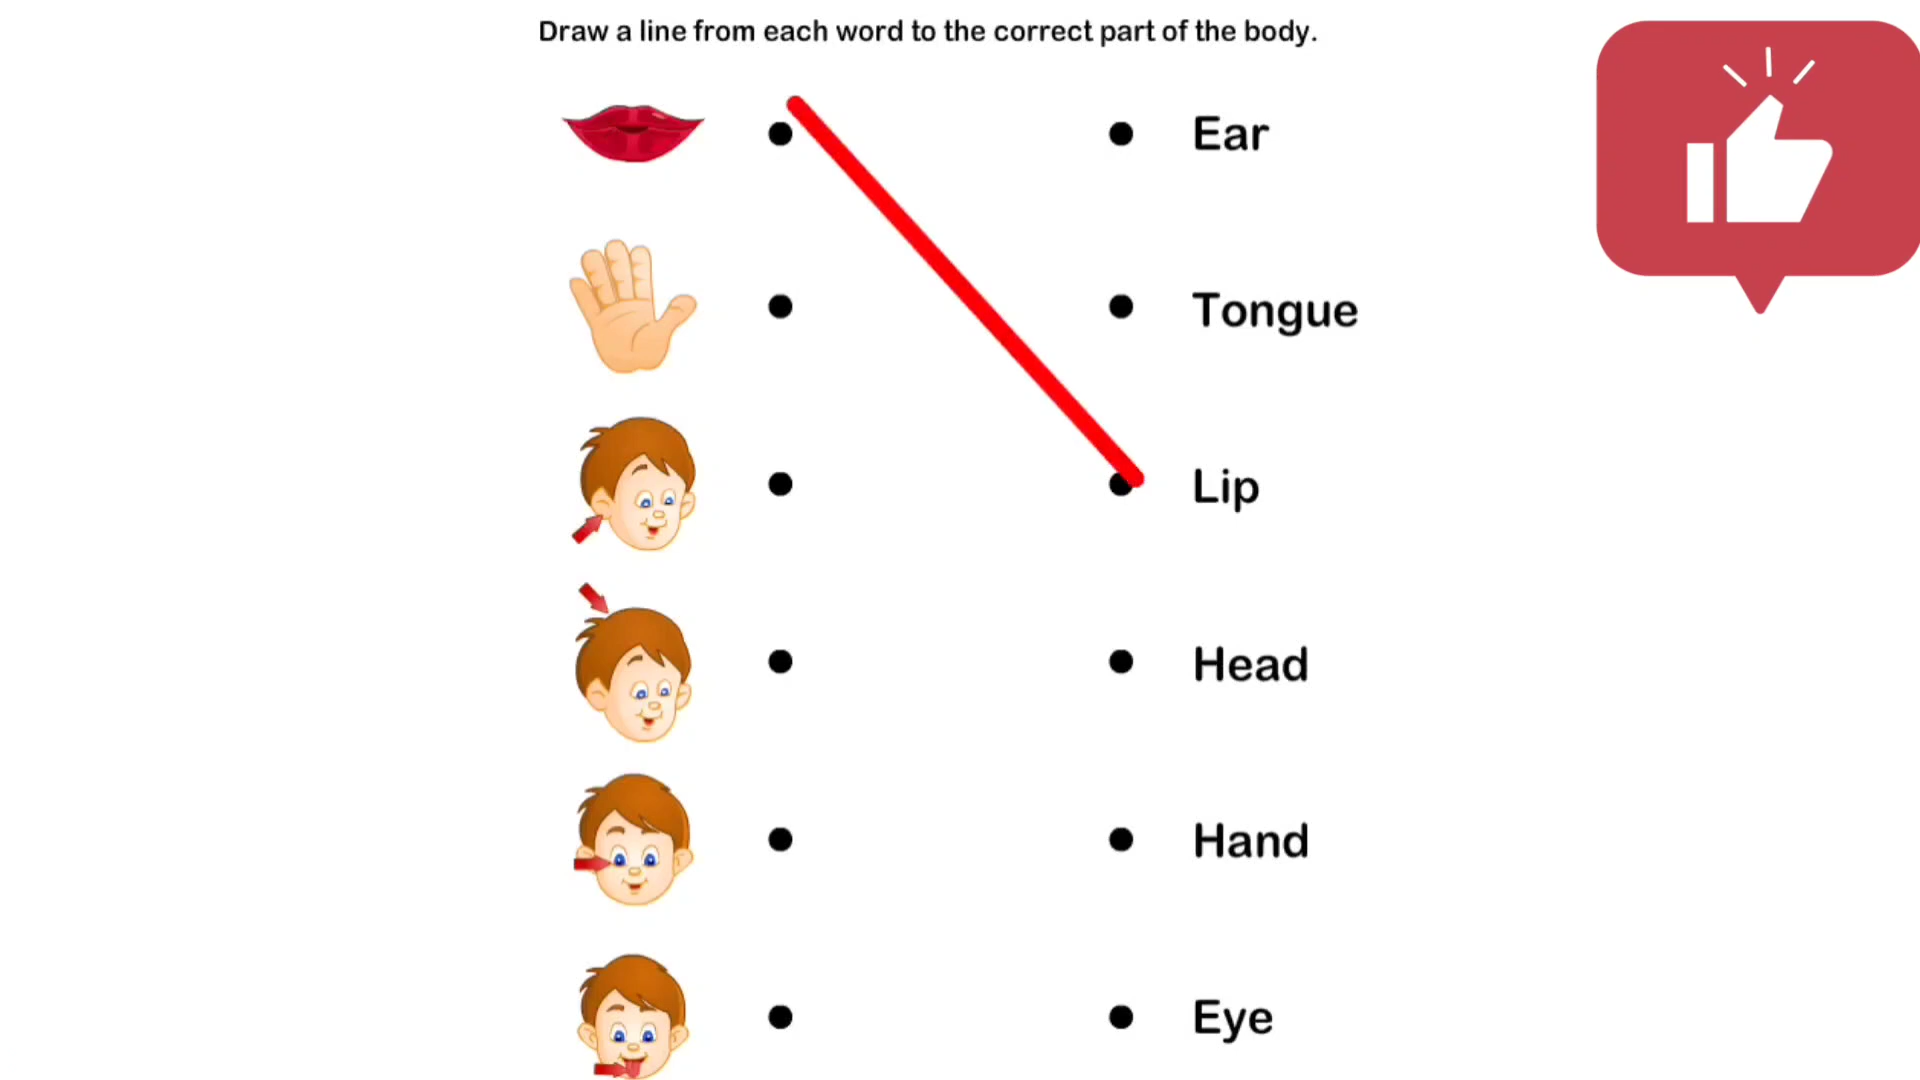 Draw a line from each word to the correct part of the body.
Ear
Tongue
Lip
Head
Hand
Eye